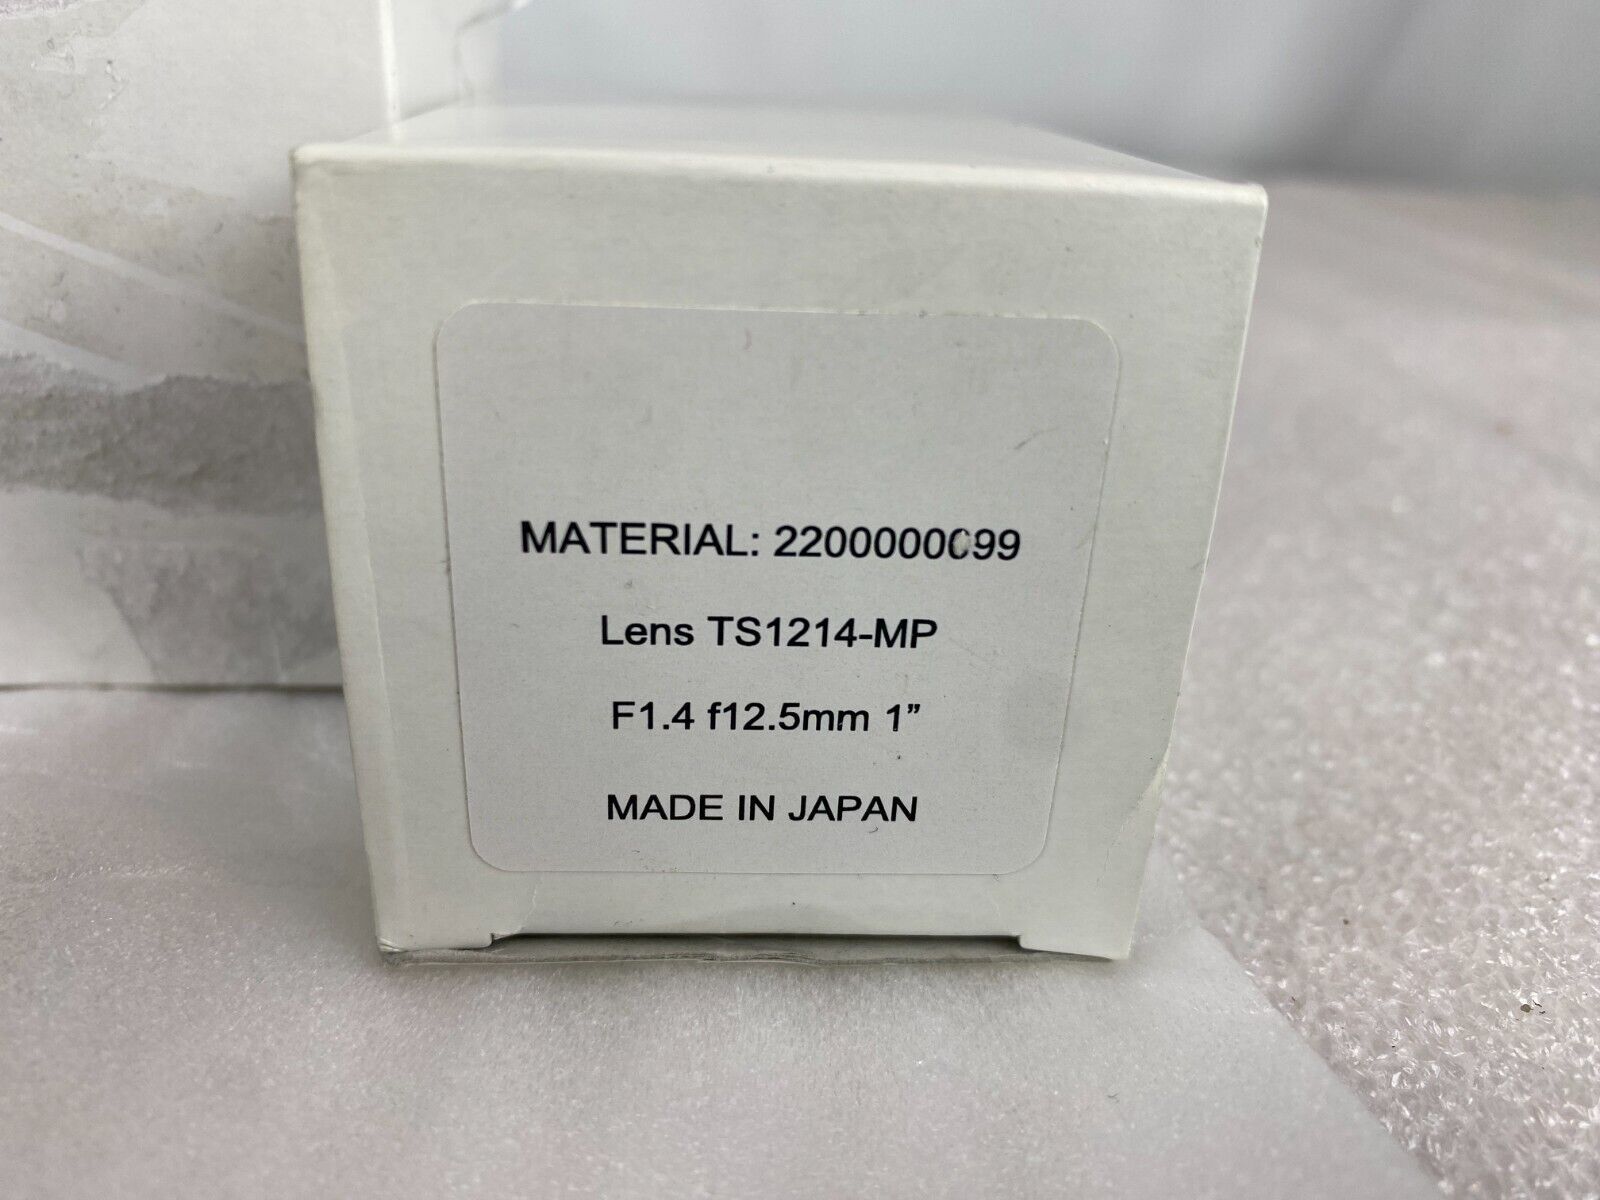 MATERIAL: 2200000099
Lens TS1214-MP
F1.4 f12.5mm 1”
MADE IN JAPAN